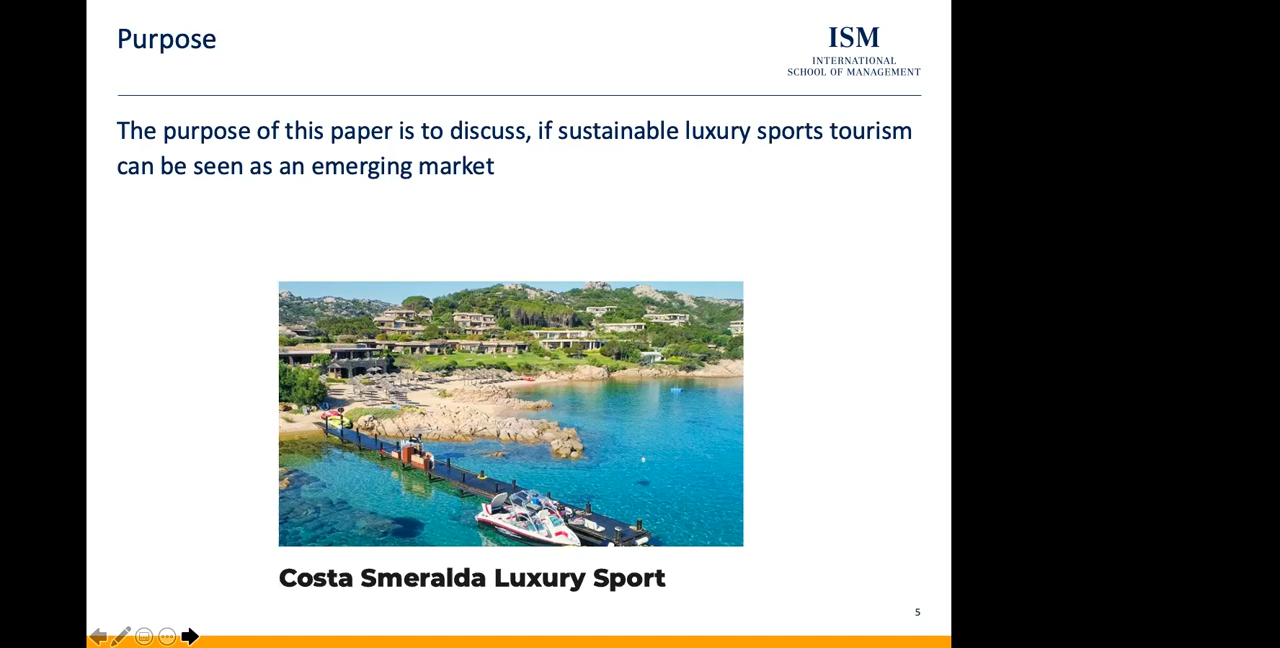 Purpose
ISM
INTERNATIONAL
SCHOOL OF MANAGEMENT
The purpose of this paper is to discuss, if sustainable luxury sports tourism
can be seen as an emerging market
Costa Smeralda Luxury Sport
5